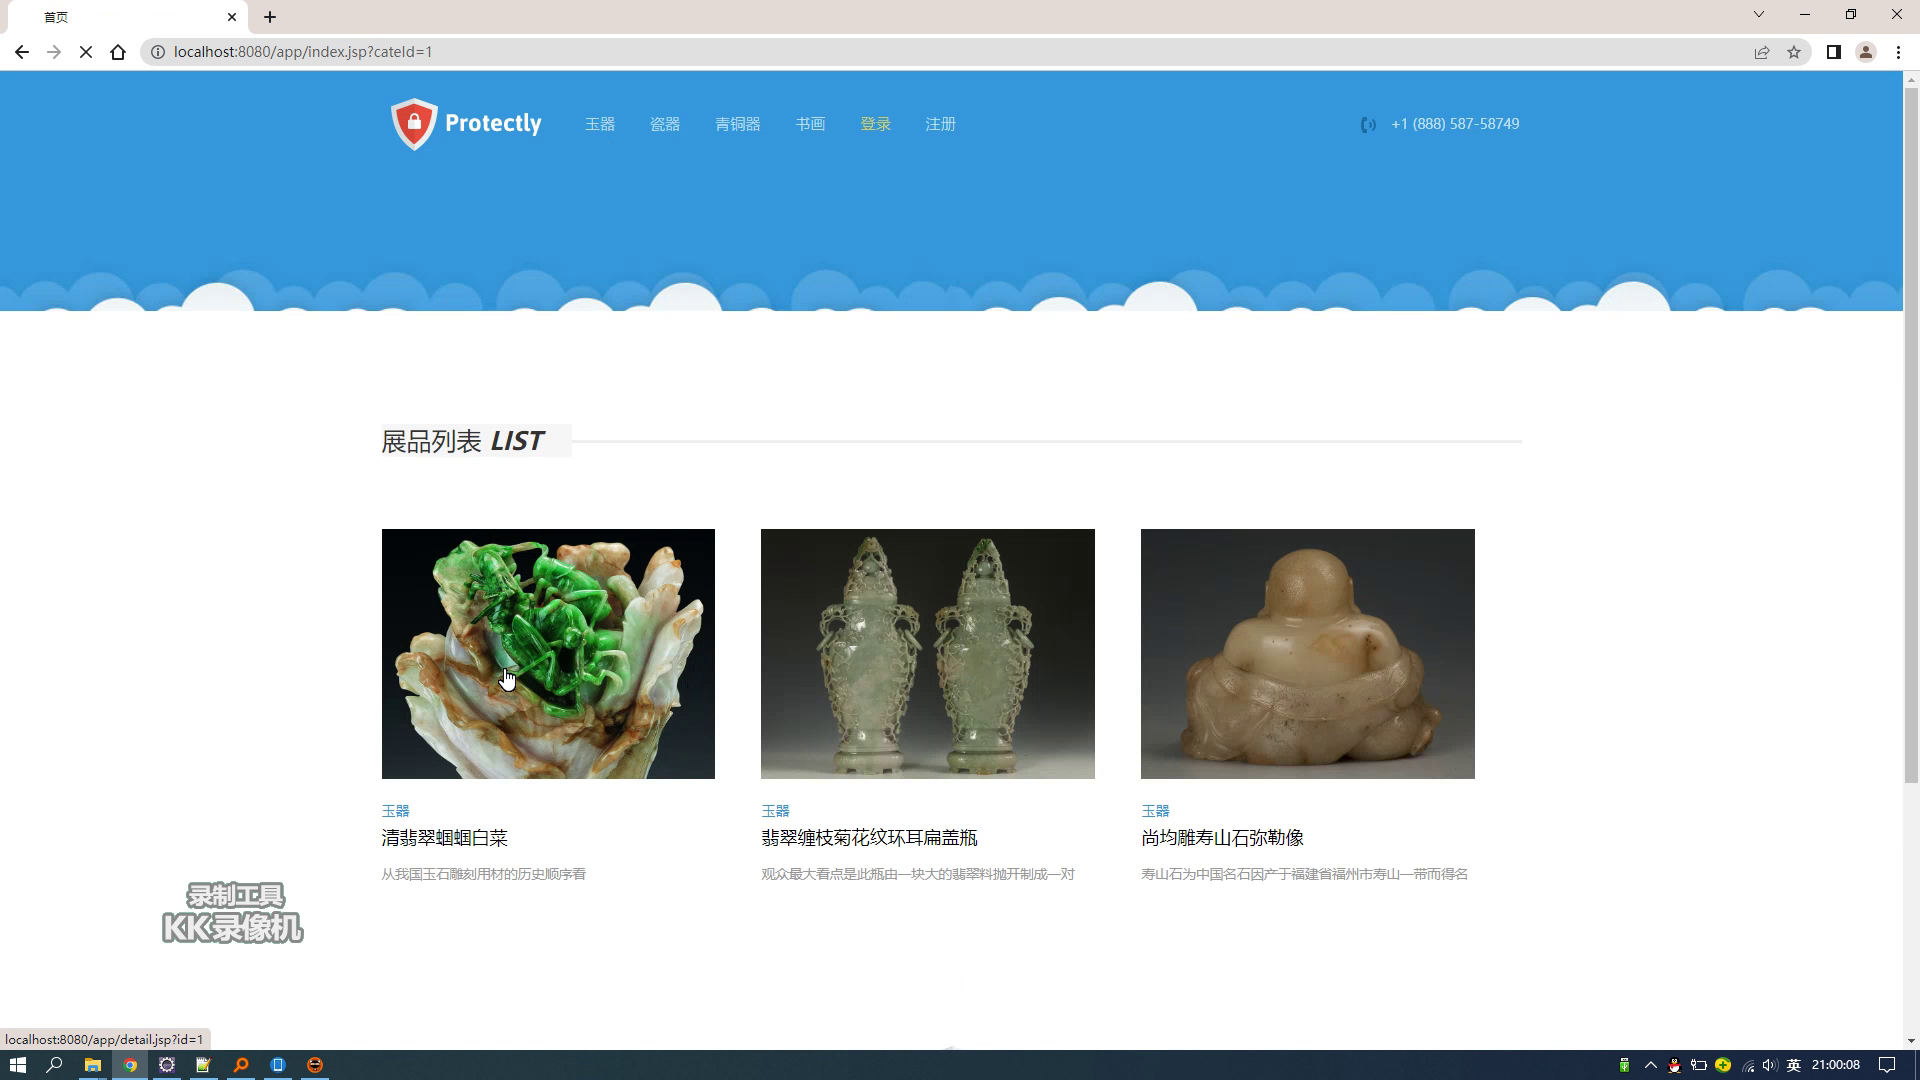 首页
localhost:8080/app/index.jsp?cateId=1
Protectly
玉器
瓷器
青铜器
书画
登录
注册
+1 (888) 587-58749
展品列表 LIST
玉器
清翡翠蝈蝈白菜
从我国玉石雕刻用材的历史顺序看
玉器
翡翠缠枝菊花纹环耳扁盖瓶
观众最大看点是此瓶由一块大的翡翠料抛开制成一对
玉器
尚均雕寿山石弥勒像
寿山石为中国名石因产于福建省福州市寿山一带而得名
录制工具
KK录像机
localhost:8080/app/detail.jsp?id=1
英
21:00:08